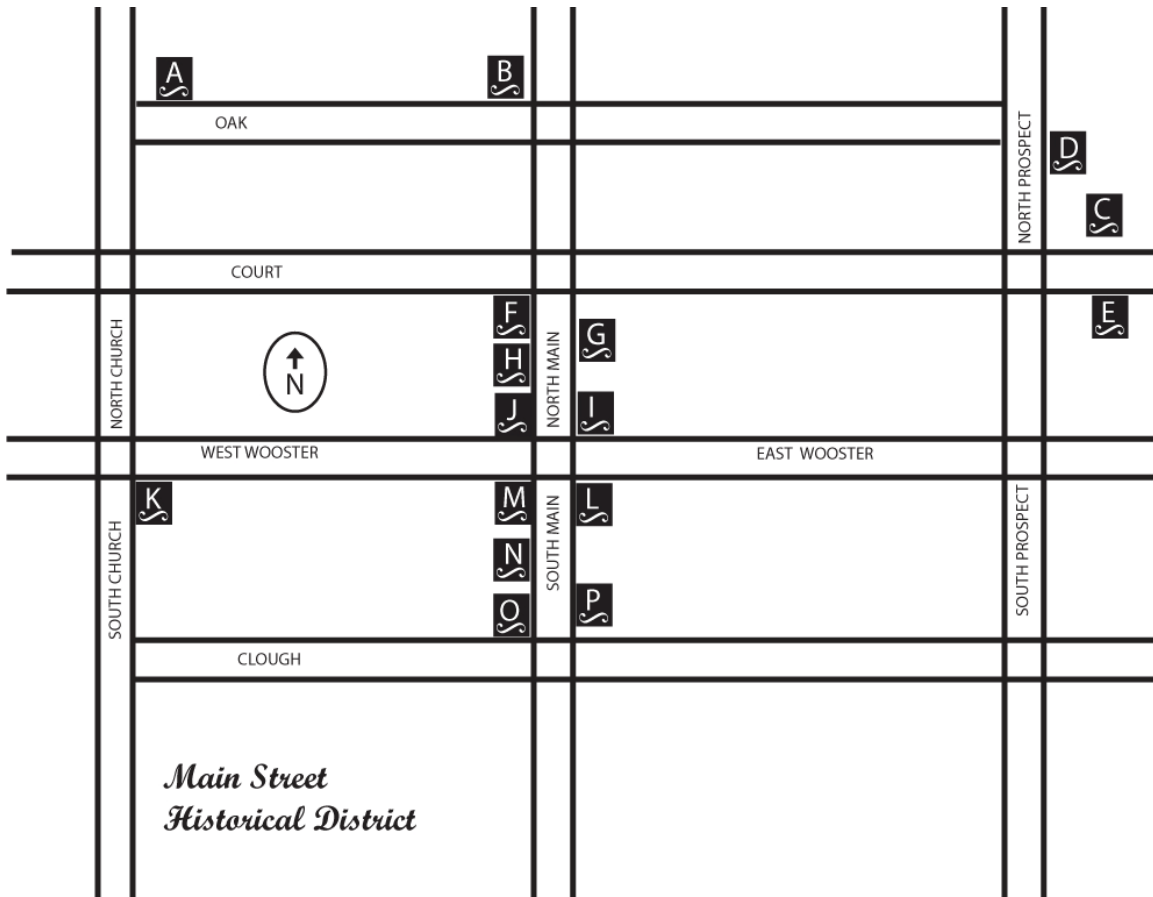 A
B
OAK
NORTH PROSPECT
D
C
COURT
NORTH CHURCH
N
F
H
J
NORTH MAIN
G
I
E
WEST WOOSTER
EAST WOOSTER
SOUTH CHURCH
K
M
N
O
SOUTH MAIN
L
P
SOUTH PROSPECT
CLOUGH
Main Street
Historical District